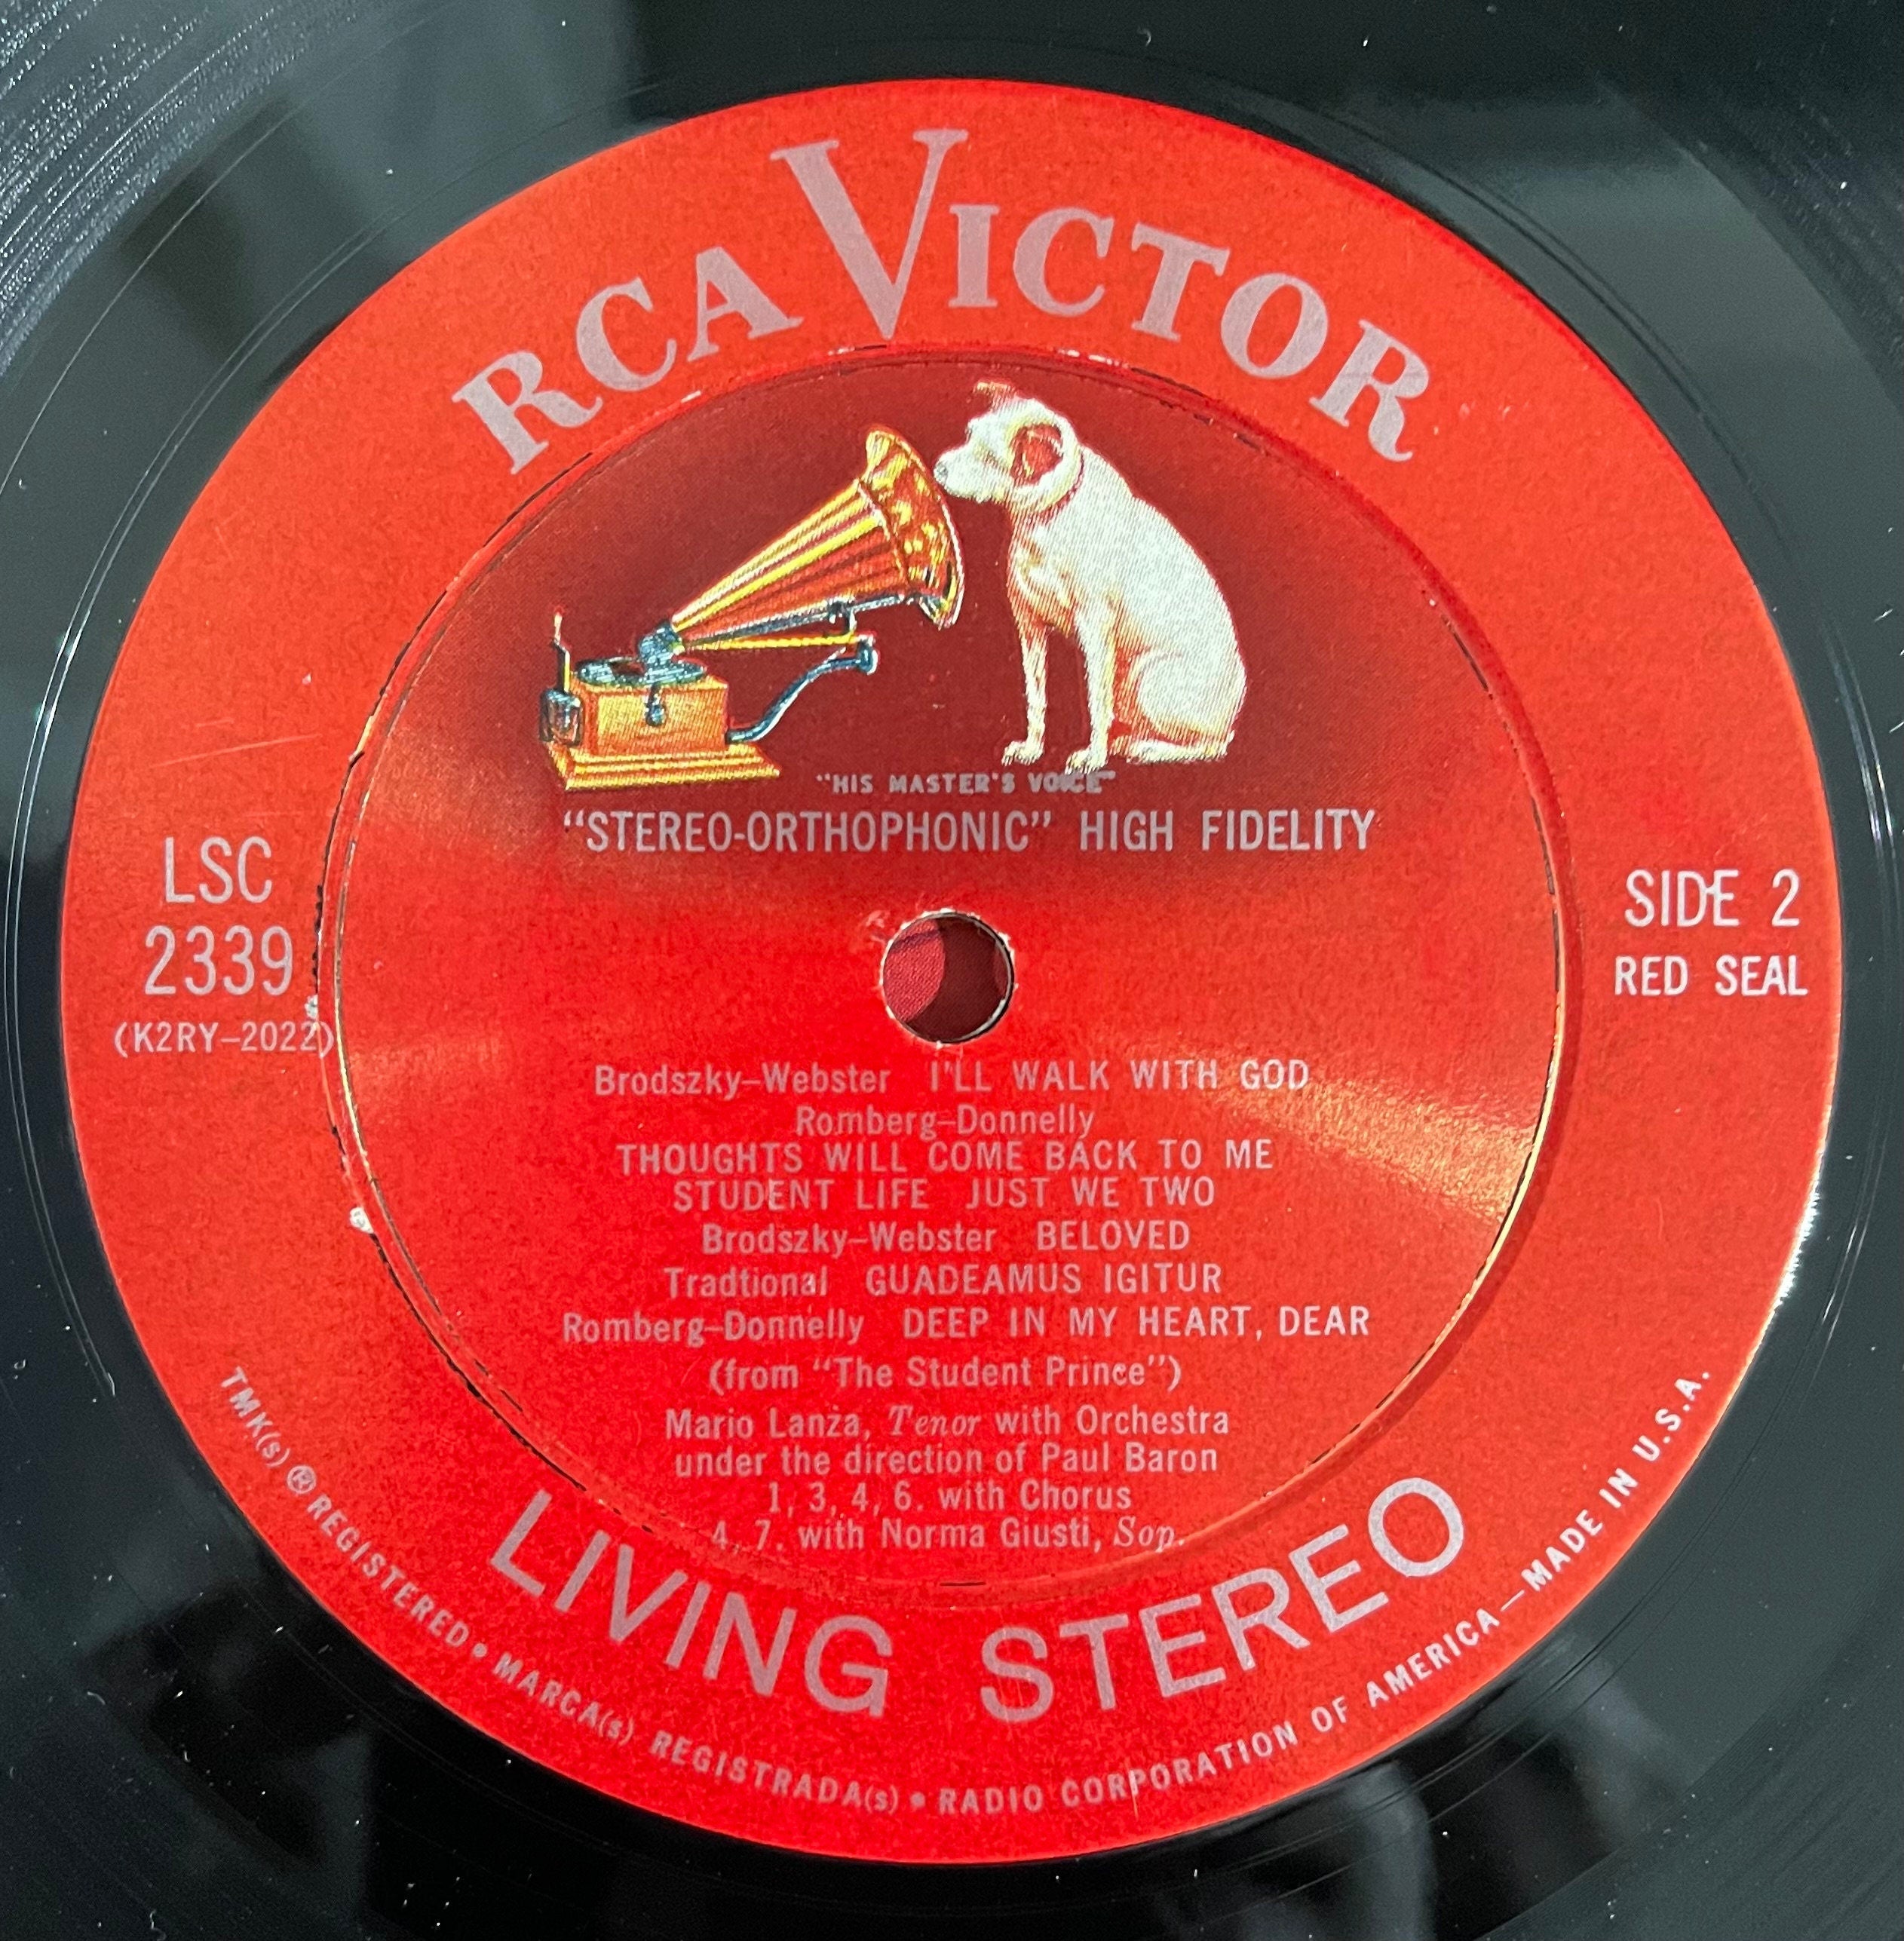 RCA VICTOR
"HIS MASTER'S VOICE"
"STEREO-ORTHOPHONIC" HIGH FIDELITY
LSC
2339
(K2RY-2022)
SIDE 2
RED SEAL
Brodszky-Webster I'LL WALK WITH GOD
Romberg-Donnelly
THOUGHTS WILL COME BACK TO ME
STUDENT LIFE JUST WE TWO
Brodszky-Webster BELOVED
Tradtional GUADEAMUS IGITUR
Romberg-Donnelly DEEP IN MY HEART, DEAR
(from "The Student Prince")
Mario Lanza, Tenor with Orchestra
under the direction of Paul Baron
1, 3, 4, 6. with Chorus
4, 7. with Norma Giusti, Sop.
LIVING STEREO
TMK(s) ® REGISTERED • MARCA(s) REGISTRADA(s) • RADIO CORPORATION OF AMERICA—MADE IN U.S.A.